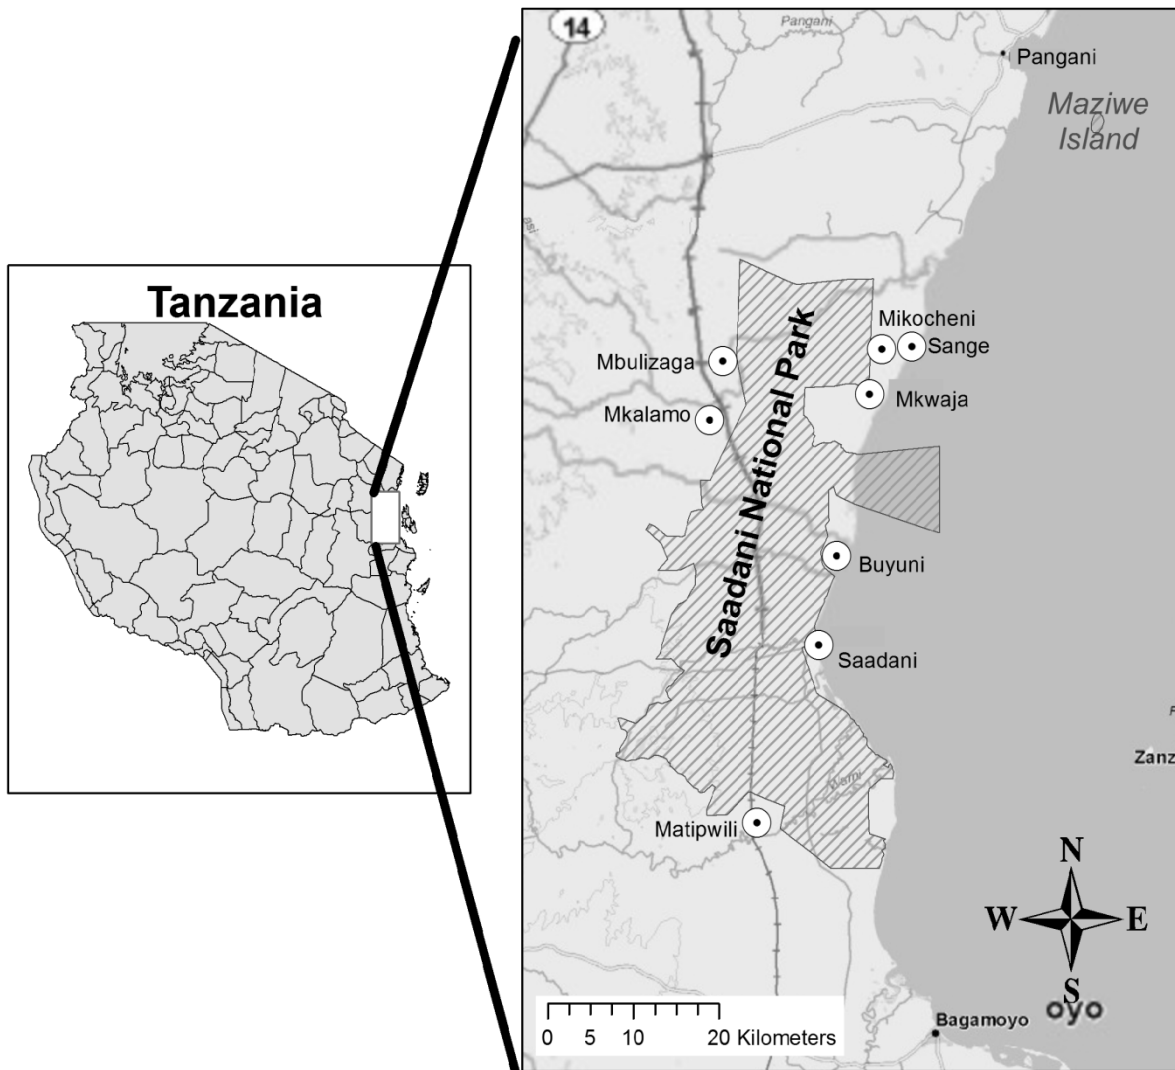 Tanzania
14
Pangani
Pangani
Maziwe
Island
Mikocheni
Sange
Mbulizaga
Mkwaja
Mkalamo
Saadani National Park
Buyuni
Saadani
Zanz
Wami
Matipwili
N
W E
S
0 5 10 20 Kilometers
oyo
Bagamoyo